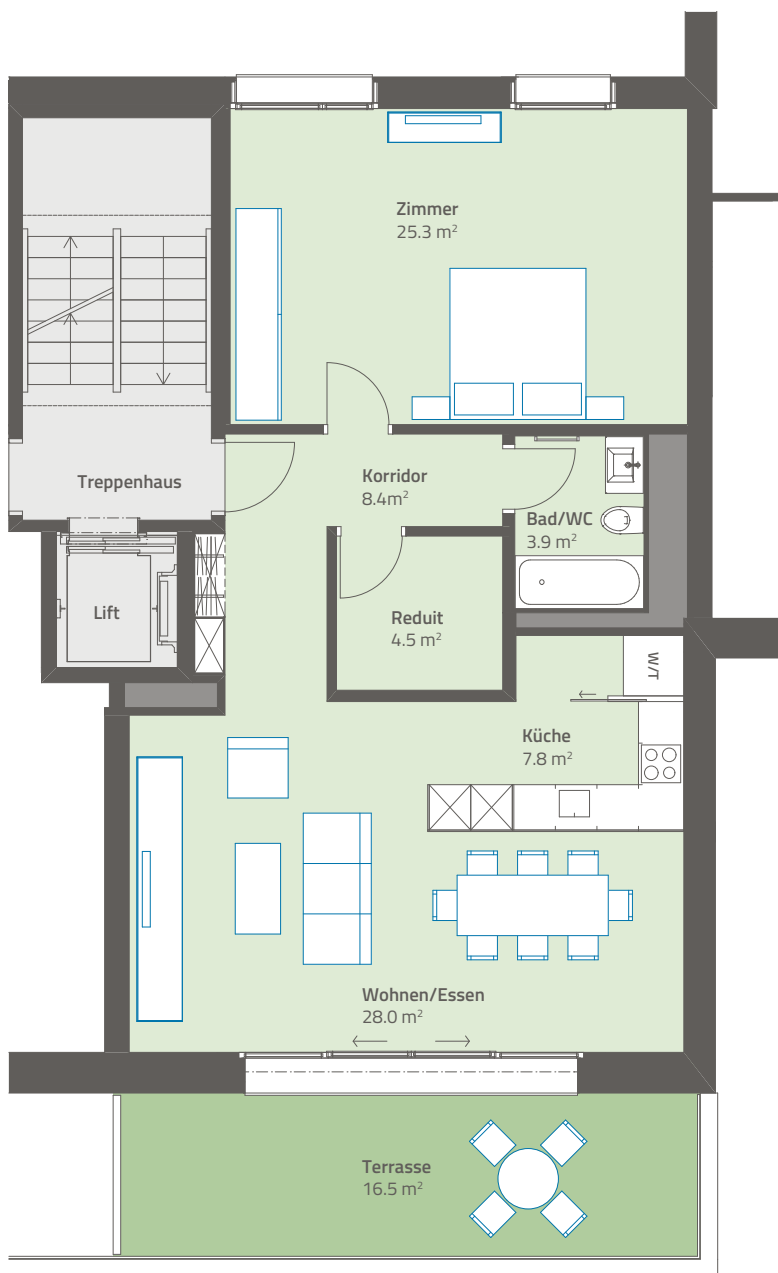 Zimmer
25.3 m²
Treppenhaus
Korridor
8.4m²
Bad/WC
3.9 m²
Lift
Reduit
4.5 m²
W/T
Küche
7.8 m²
Wohnen/Essen
28.0 m²
Terrasse
16.5 m²